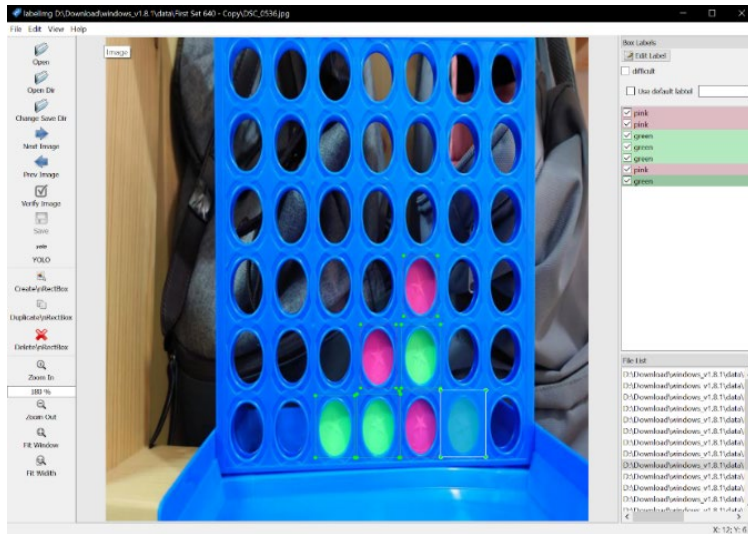 labelImg D:\Download\windows_v1.8.1\data\First Set 640 - Copy\DSC_0536.jpg
File Edit View Help
Open
Open Dir
Change Save Dir
Next Image
Prev Image
Verify Image
Save
yolo
YOLO
Create\nRectBox
Duplicate\nRectBox
Delete\nRectBox
Zoom In
Zoom Out
Fit Window
Fit Width
Image
Box Labels
Edit Label
difficult
Use default label
pink
pink
green
green
green
pink
green
File List
D:\Download\windows_v1.8.1\data\
D:\Download\windows_v1.8.1\data\
D:\Download\windows_v1.8.1\data\
D:\Download\windows_v1.8.1\data\
D:\Download\windows_v1.8.1\data\
D:\Download\windows_v1.8.1\data\
D:\Download\windows_v1.8.1\data\
D:\Download\windows_v1.8.1\data\
D:\Download\windows_v1.8.1\data\
D:\Download\windows_v1.8.1\data\
D:\Download\windows_v1.8.1\data\
D:\Download\windows_v1.8.1\data\
X: 12; Y: 6